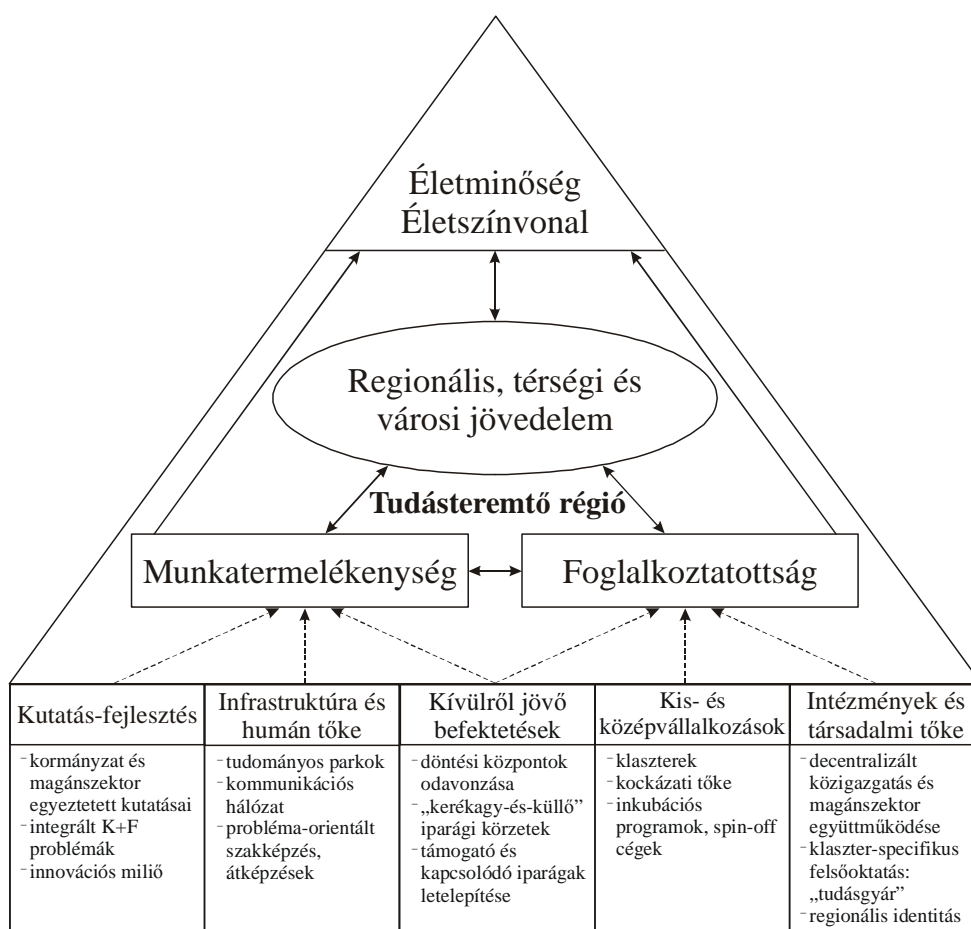 Életminőség
Életszínvonal
Regionális, térségi és
városi jövedelem
Tudásteremtő régió
Munkatermelékenység
Foglalkoztatottság
Kutatás-fejlesztés
- kormányzat és
magánszektor
egyeztetett kutatásai
- integrált K+F
problémák
- innovációs miliő
Infrastruktúra és
humán tőke
- tudományos parkok
- kommunikációs
hálózat
- probléma-orientált
szakképzés,
átképzések
Kívülről jövő
befektetések
- döntési központok
odavonzása
- „kerékagy-és-küllő”
iparági körzetek
- támogató és
kapcsolódó iparágak
letelepítése
Kis- és
középvállalkozások
- klaszterek
- kockázati tőke
- inkubációs
programok, spin-off
cégek
Intézmények és
társadalmi tőke
- decentralizált
közigazgatás és
magánszektor
együttműködése
- klaszter-specifikus
felsőoktatás:
„tudásgyár”
- regionális identitás